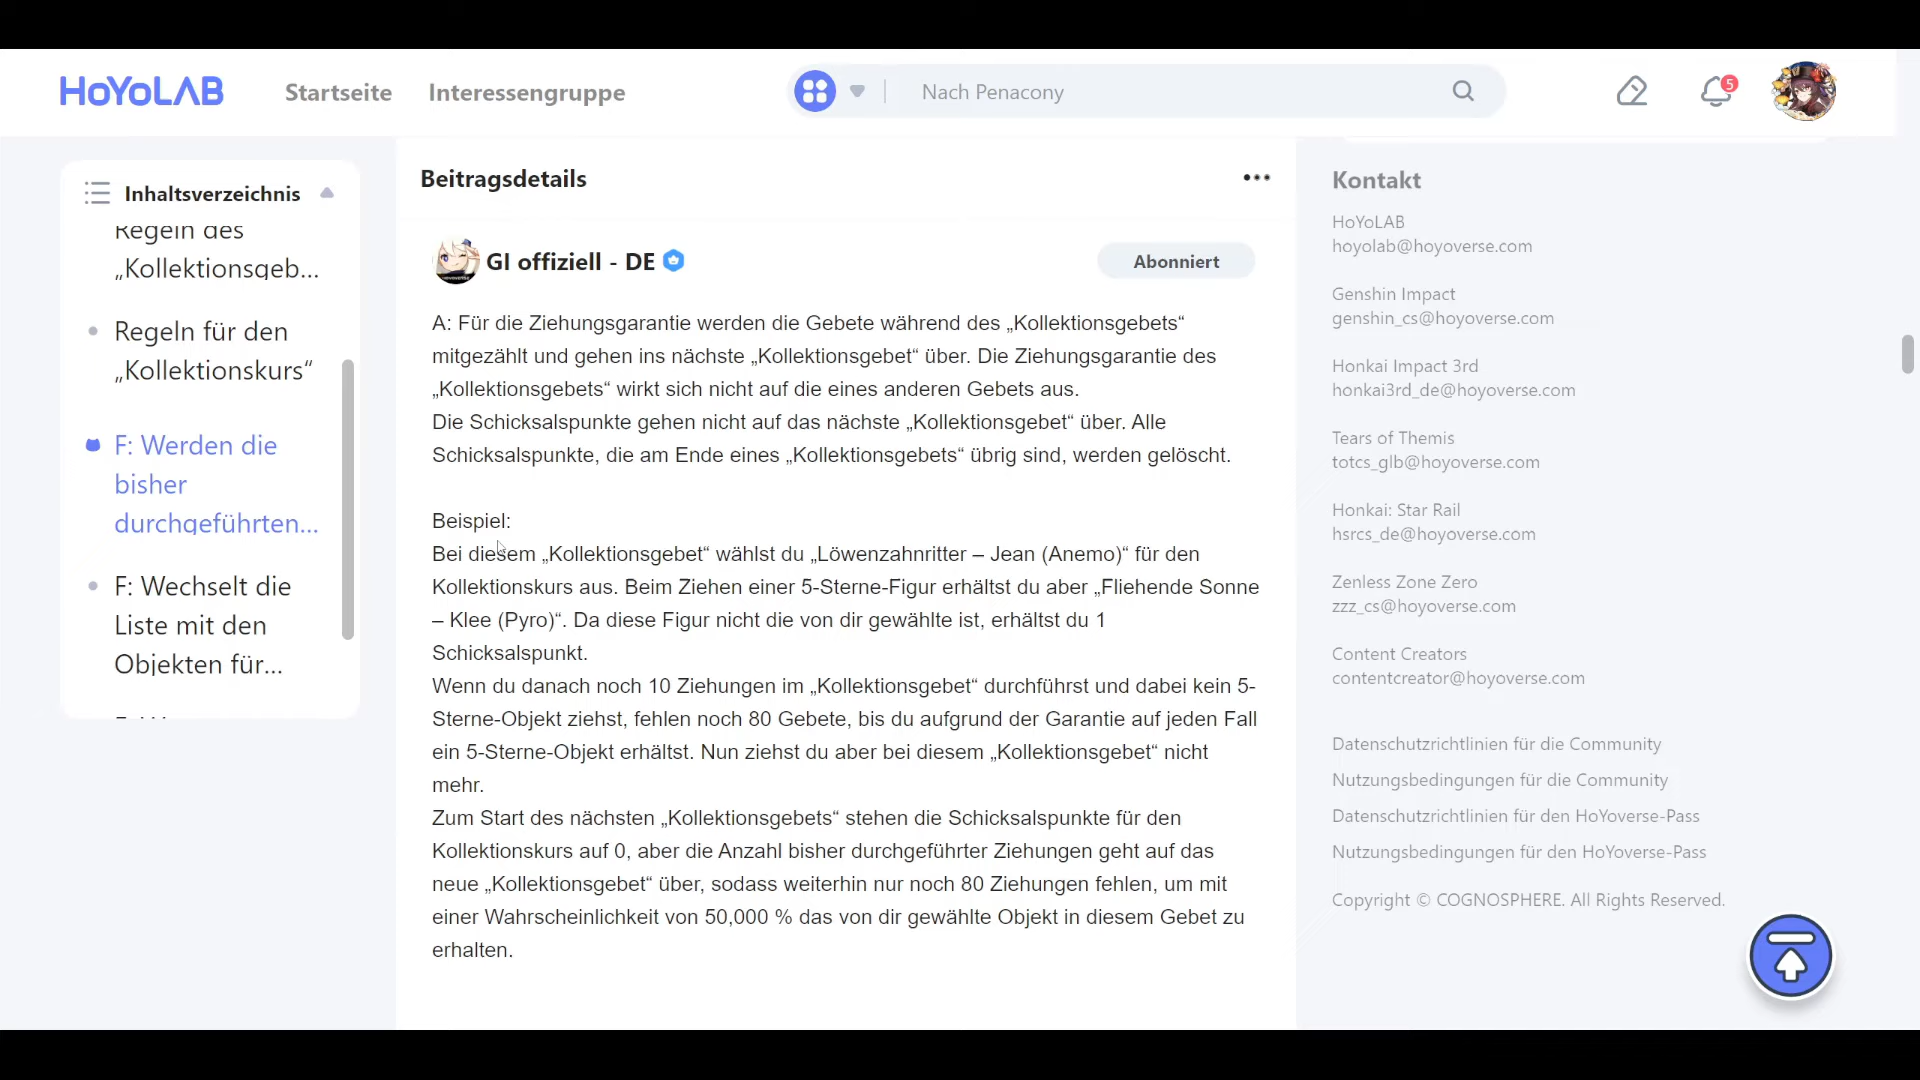 HoYoLAB
Startseite
Interessengruppe
Nach Penacony
5
Inhaltsverzeichnis
Regeln des
„Kollektionsgeb...
Regeln für den
„Kollektionskurs“
F: Werden die
bisher
durchgeführten...
F: Wechselt die
Liste mit den
Objekten für...
Beitragsdetails
GI offiziell - DE
Abonniert
A: Für die Ziehungsgarantie werden die Gebete während des „Kollektionsgebets“
mitgezählt und gehen ins nächste „Kollektionsgebet“ über. Die Ziehungsgarantie des
„Kollektionsgebets“ wirkt sich nicht auf die eines anderen Gebets aus.
Die Schicksalspunkte gehen nicht auf das nächste „Kollektionsgebet“ über. Alle
Schicksalspunkte, die am Ende eines „Kollektionsgebets“ übrig sind, werden gelöscht.
Beispiel:
Bei diesem „Kollektionsgebet“ wählst du „Löwenzahnritter – Jean (Anemo)“ für den
Kollektionskurs aus. Beim Ziehen einer 5-Sterne-Figur erhältst du aber „Fliehende Sonne
– Klee (Pyro)“. Da diese Figur nicht die von dir gewählte ist, erhältst du 1
Schicksalspunkt.
Wenn du danach noch 10 Ziehungen im „Kollektionsgebet“ durchführst und dabei kein 5-
Sterne-Objekt ziehst, fehlen noch 80 Gebete, bis du aufgrund der Garantie auf jeden Fall
ein 5-Sterne-Objekt erhältst. Nun ziehst du aber bei diesem „Kollektionsgebet“ nicht
mehr.
Zum Start des nächsten „Kollektionsgebets“ stehen die Schicksalspunkte für den
Kollektionskurs auf 0, aber die Anzahl bisher durchgeführter Ziehungen geht auf das
neue „Kollektionsgebet“ über, sodass weiterhin nur noch 80 Ziehungen fehlen, um mit
einer Wahrscheinlichkeit von 50,000 % das von dir gewählte Objekt in diesem Gebet zu
erhalten.
Kontakt
HoYoLAB
hoyolab@hoyoverse.com
Genshin Impact
genshin_cs@hoyoverse.com
Honkai Impact 3rd
honkai3rd_de@hoyoverse.com
Tears of Themis
totcs_glb@hoyoverse.com
Honkai: Star Rail
hsrcs_de@hoyoverse.com
Zenless Zone Zero
zzz_cs@hoyoverse.com
Content Creators
contentcreator@hoyoverse.com
Datenschutzrichtlinien für die Community
Nutzungsbedingungen für die Community
Datenschutzrichtlinien für den HoYoverse-Pass
Nutzungsbedingungen für den HoYoverse-Pass
Copyright © COGNOSPHERE. All Rights Reserved.